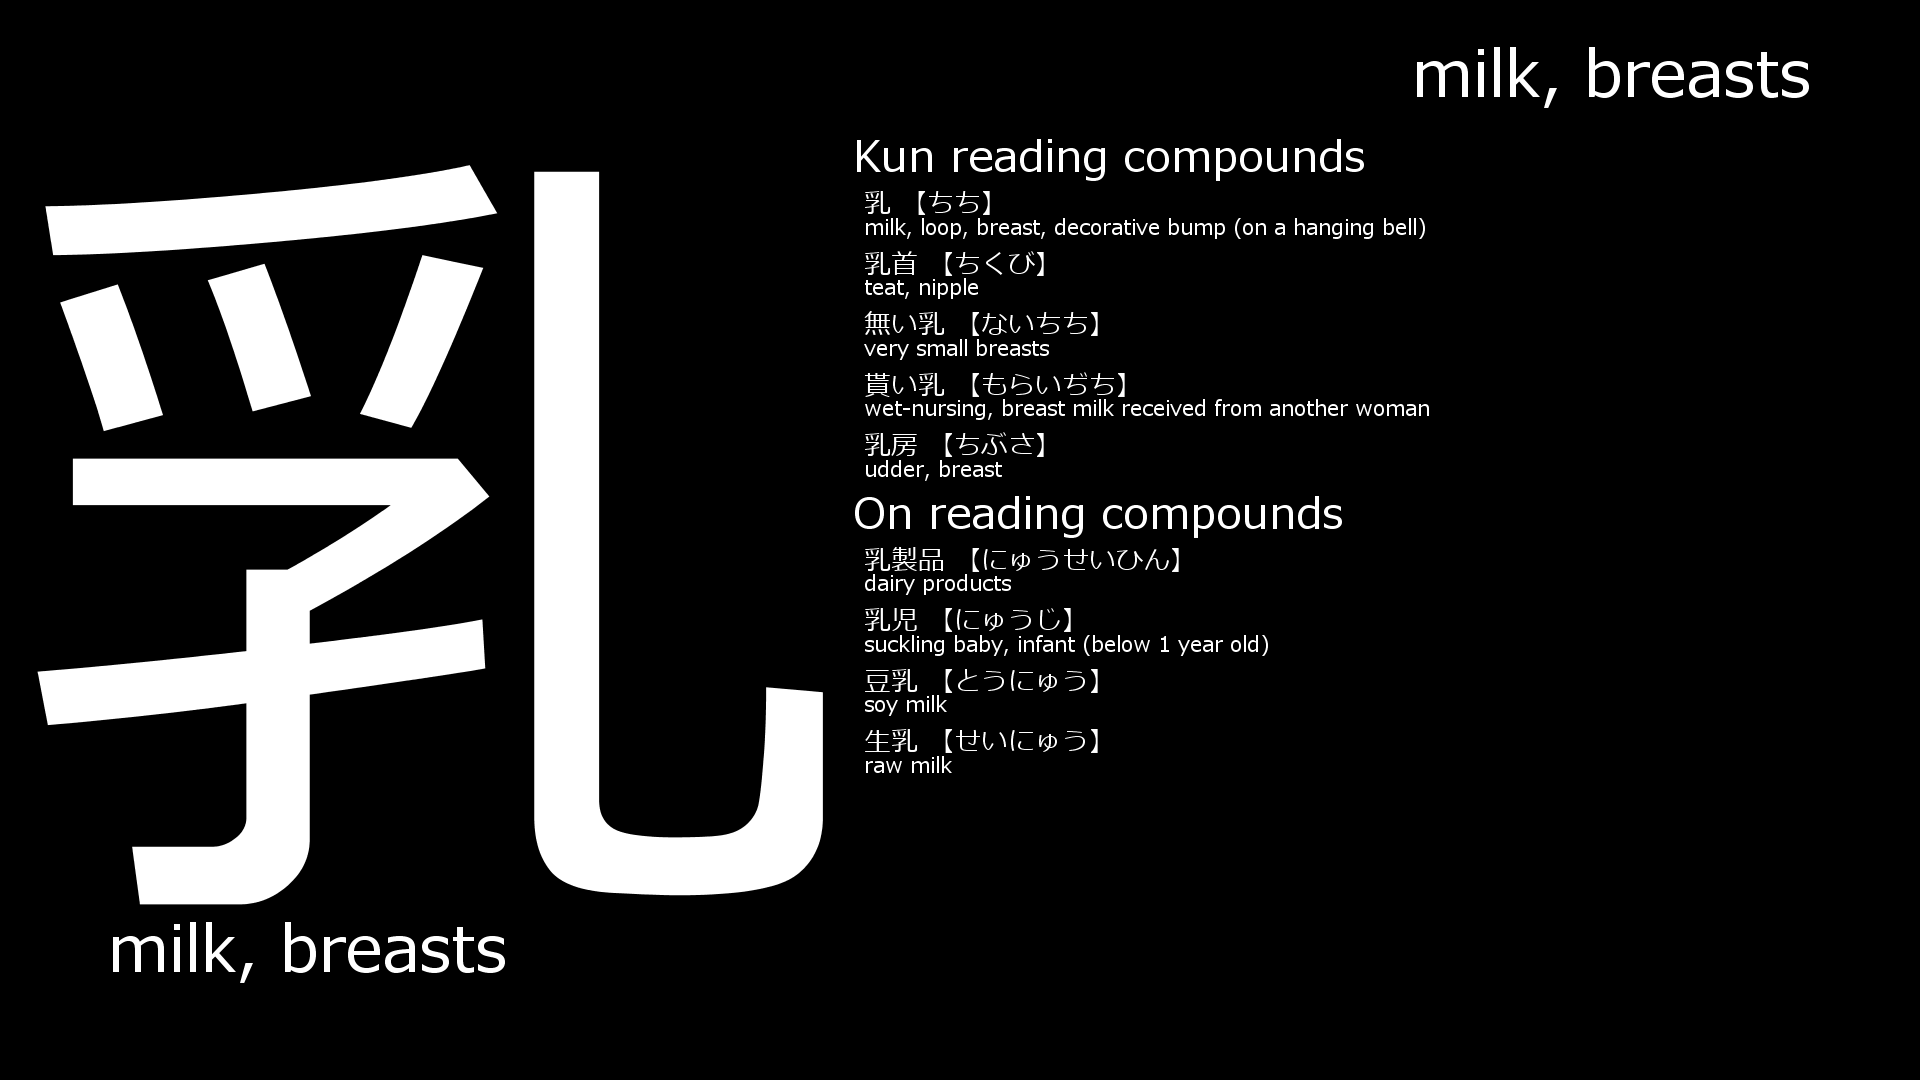 milk, breasts
乳
milk, breasts
Kun reading compounds
乳 【ちち】
milk, loop, breast, decorative bump (on a hanging bell)
乳首 【ちくび】
teat, nipple
無い乳 【ないちち】
very small breasts
貰い乳 【もらいぢち】
wet-nursing, breast milk received from another woman
乳房 【ちぶさ】
udder, breast
On reading compounds
乳製品 【にゅうせいひん】
dairy products
乳児 【にゅうじ】
suckling baby, infant (below 1 year old)
豆乳 【とうにゅう】
soy milk
生乳 【せいにゅう】
raw milk